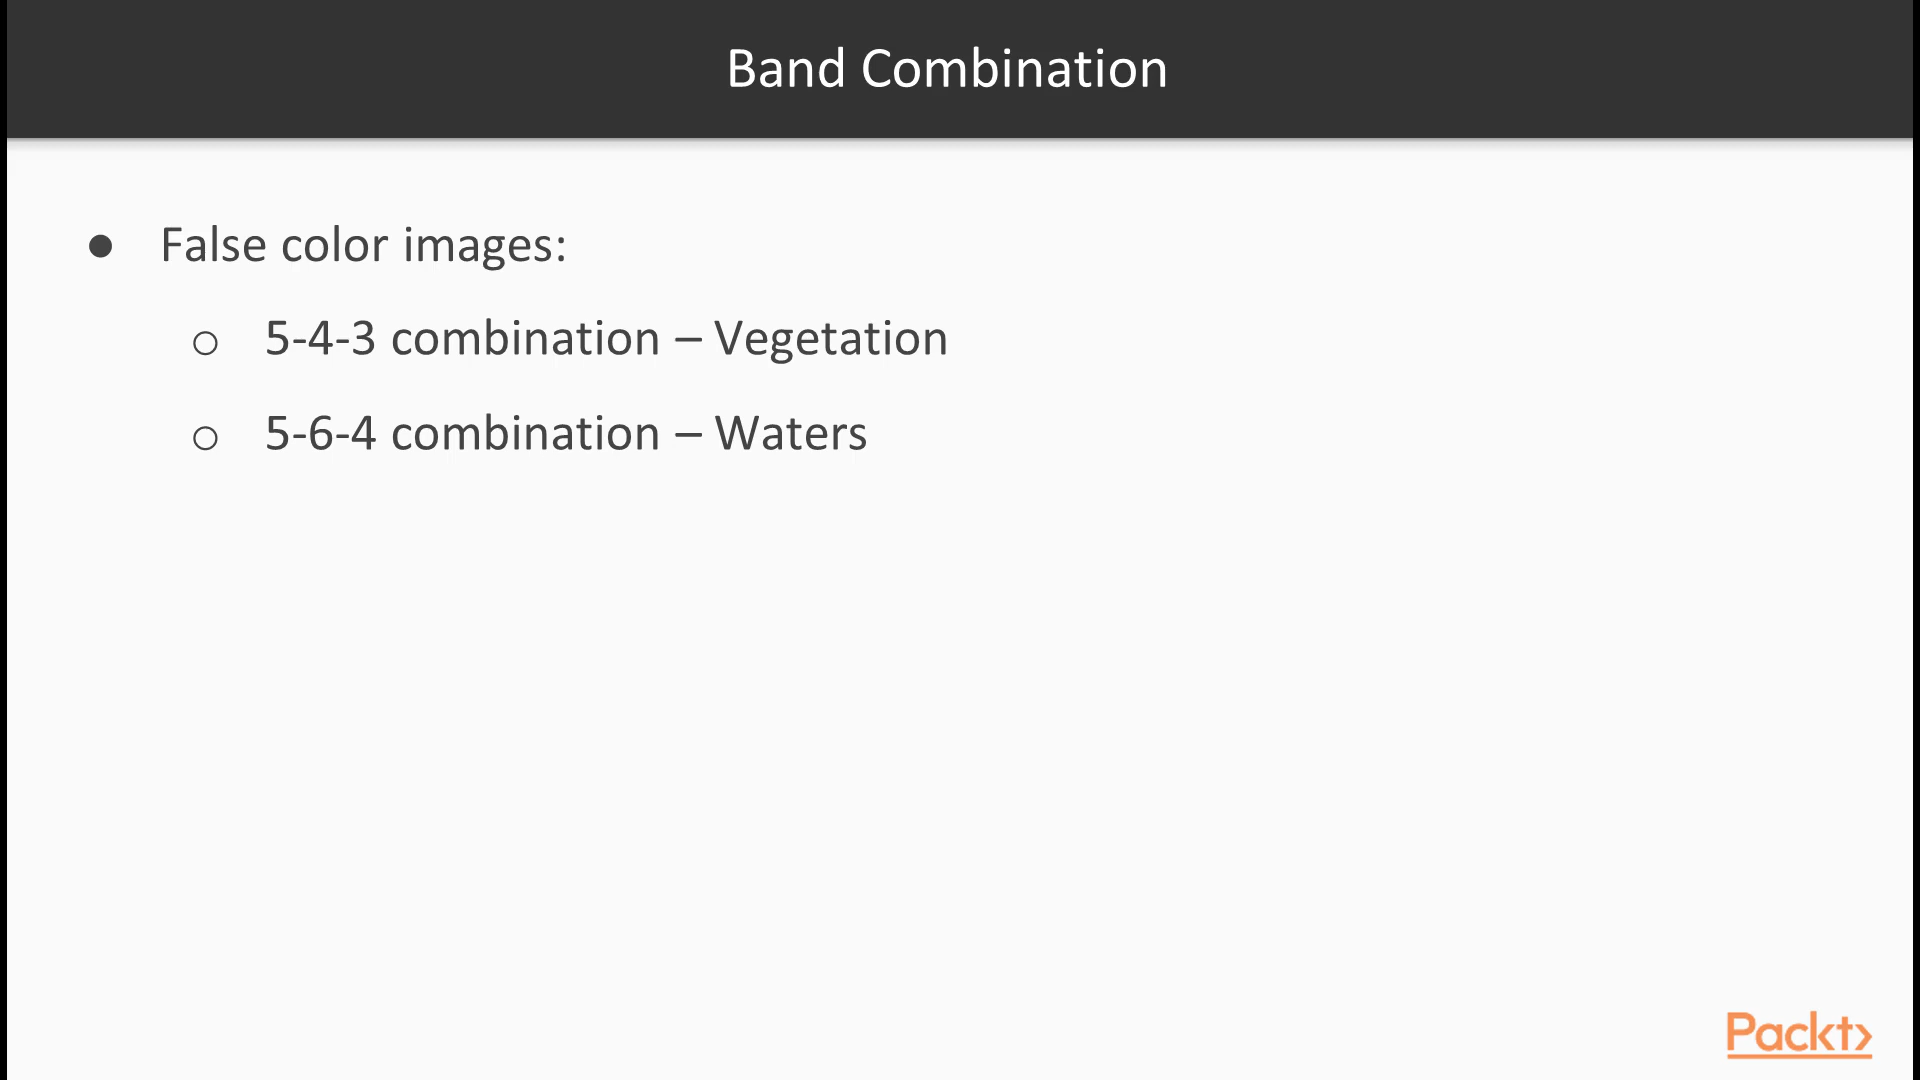 Band Combination
● False color images:
○ 5-4-3 combination – Vegetation
○ 5-6-4 combination – Waters
Packt>